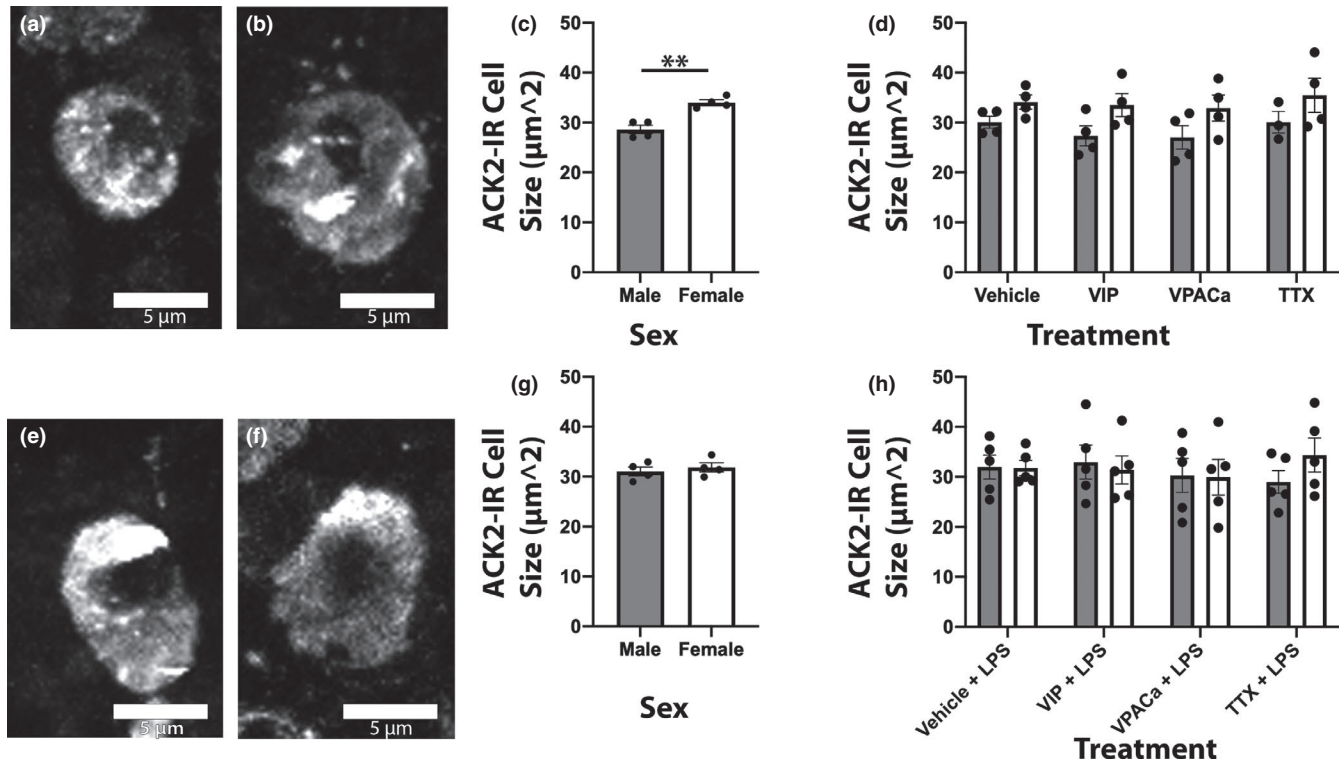 (a)
(b)
5 µm
5 µm
(c)
ACK2-IR Cell
Size (µm^2)
50
40
30
20
10
0
**
Male Female
Sex
(d)
ACK2-IR Cell
Size (µm^2)
50
40
30
20
10
0
Vehicle VIP VPACa TTX
Treatment
(e)
(f)
5 µm
5 µm
(g)
ACK2-IR Cell
Size (µm^2)
50
40
30
20
10
0
Male Female
Sex
(h)
ACK2-IR Cell
Size (µm^2)
50
40
30
20
10
0
Vehicle + LPS
VIP + LPS
VPACa + LPS
TTX + LPS
Treatment